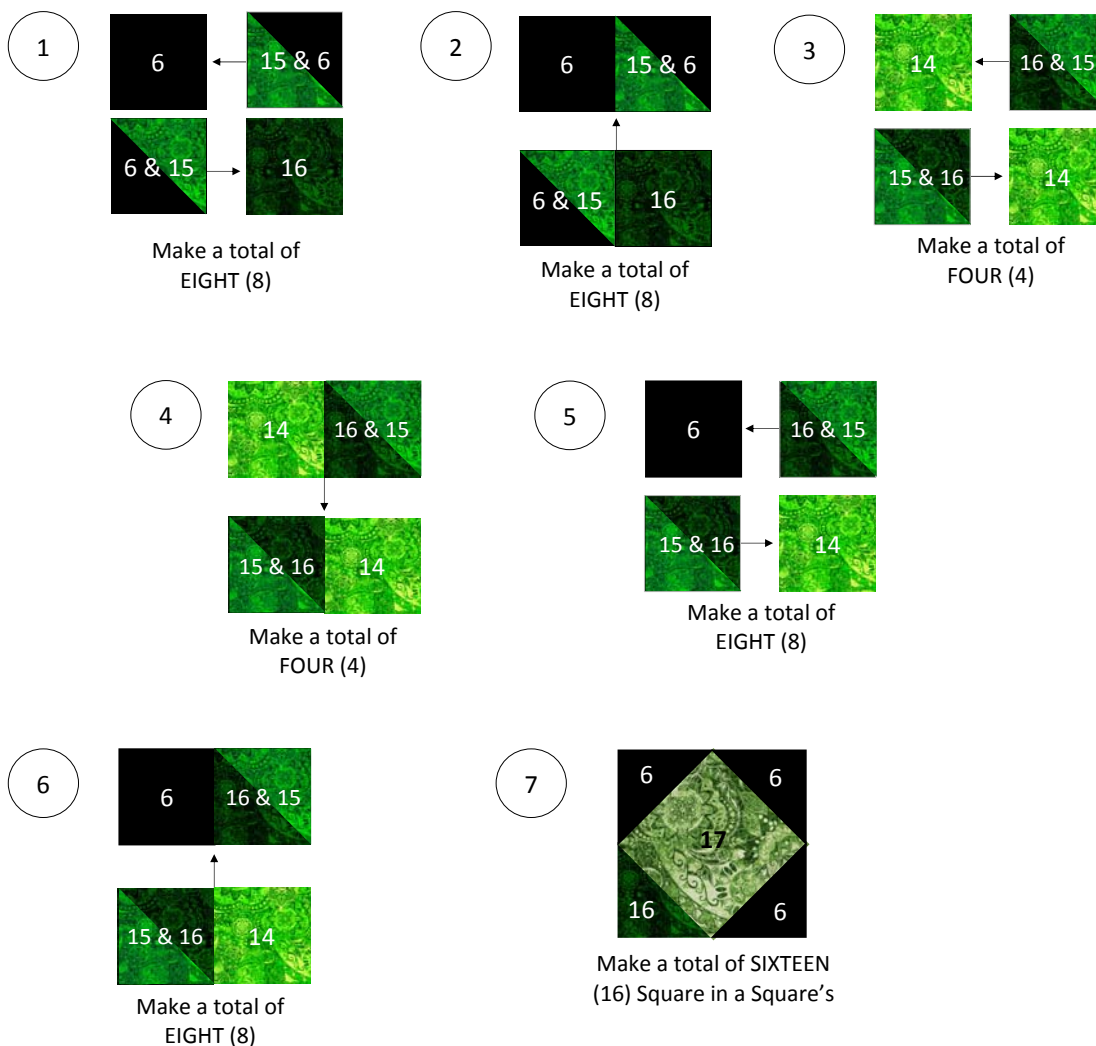 1
6
15 & 6
6 & 15
16
Make a total of
EIGHT (8)
2
6
15 & 6
6 & 15
16
Make a total of
EIGHT (8)
3
14
16 & 15
15 & 16
14
Make a total of
FOUR (4)
4
14
16 & 15
15 & 16
14
Make a total of
FOUR (4)
5
6
16 & 15
15 & 16
14
Make a total of
EIGHT (8)
6
6
16 & 15
15 & 16
14
Make a total of
EIGHT (8)
7
6
6
17
16
6
Make a total of SIXTEEN
(16) Square in a Square’s